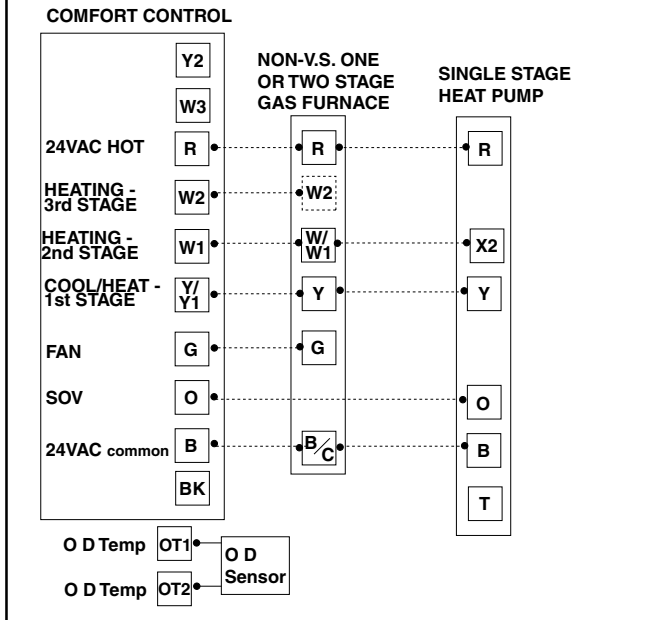 COMFORT CONTROL
NON-V.S. ONE
OR TWO STAGE
GAS FURNACE
SINGLE STAGE
HEAT PUMP
Y2
W3
24VAC HOT R R R
HEATING -
3rd STAGE
W2 W2
HEATING -
2nd STAGE
W1 W/
W1
X2
COOL/HEAT -
1st STAGE
Y/
Y1
Y Y
FAN G G
SOV O O
24VAC common B B/C B
BK
T
O D Temp OT1
O D
Sensor
O D Temp OT2